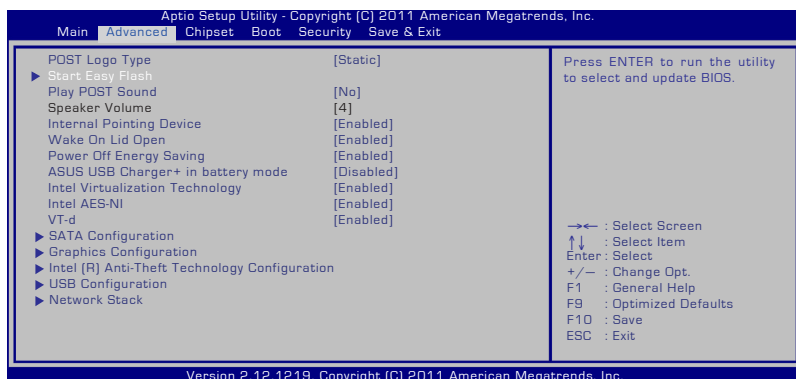 Aptio Setup Utility - Copyright (C) 2011 American Megatrends, Inc.
Main Advanced Chipset Boot Security Save & Exit
POST Logo Type [Static]
Start Easy Flash
Play POST Sound [No]
Speaker Volume [4]
Internal Pointing Device [Enabled]
Wake On Lid Open [Enabled]
Power Off Energy Saving [Enabled]
ASUS USB Charger+ in battery mode [Disabled]
Intel Virtualization Technology [Enabled]
Intel AES-NI [Enabled]
VT-d [Enabled]
SATA Configuration
Graphics Configuration
Intel (R) Anti-Theft Technology Configuration
USB Configuration
Network Stack
Press ENTER to run the utility
to select and update BIOS.
→← : Select Screen
↑↓ : Select Item
Enter : Select
+/— : Change Opt.
F1 : General Help
F9 : Optimized Defaults
F10 : Save
ESC : Exit
Version 2.12.1219. Copyright (C) 2011 American Megatrends, Inc.